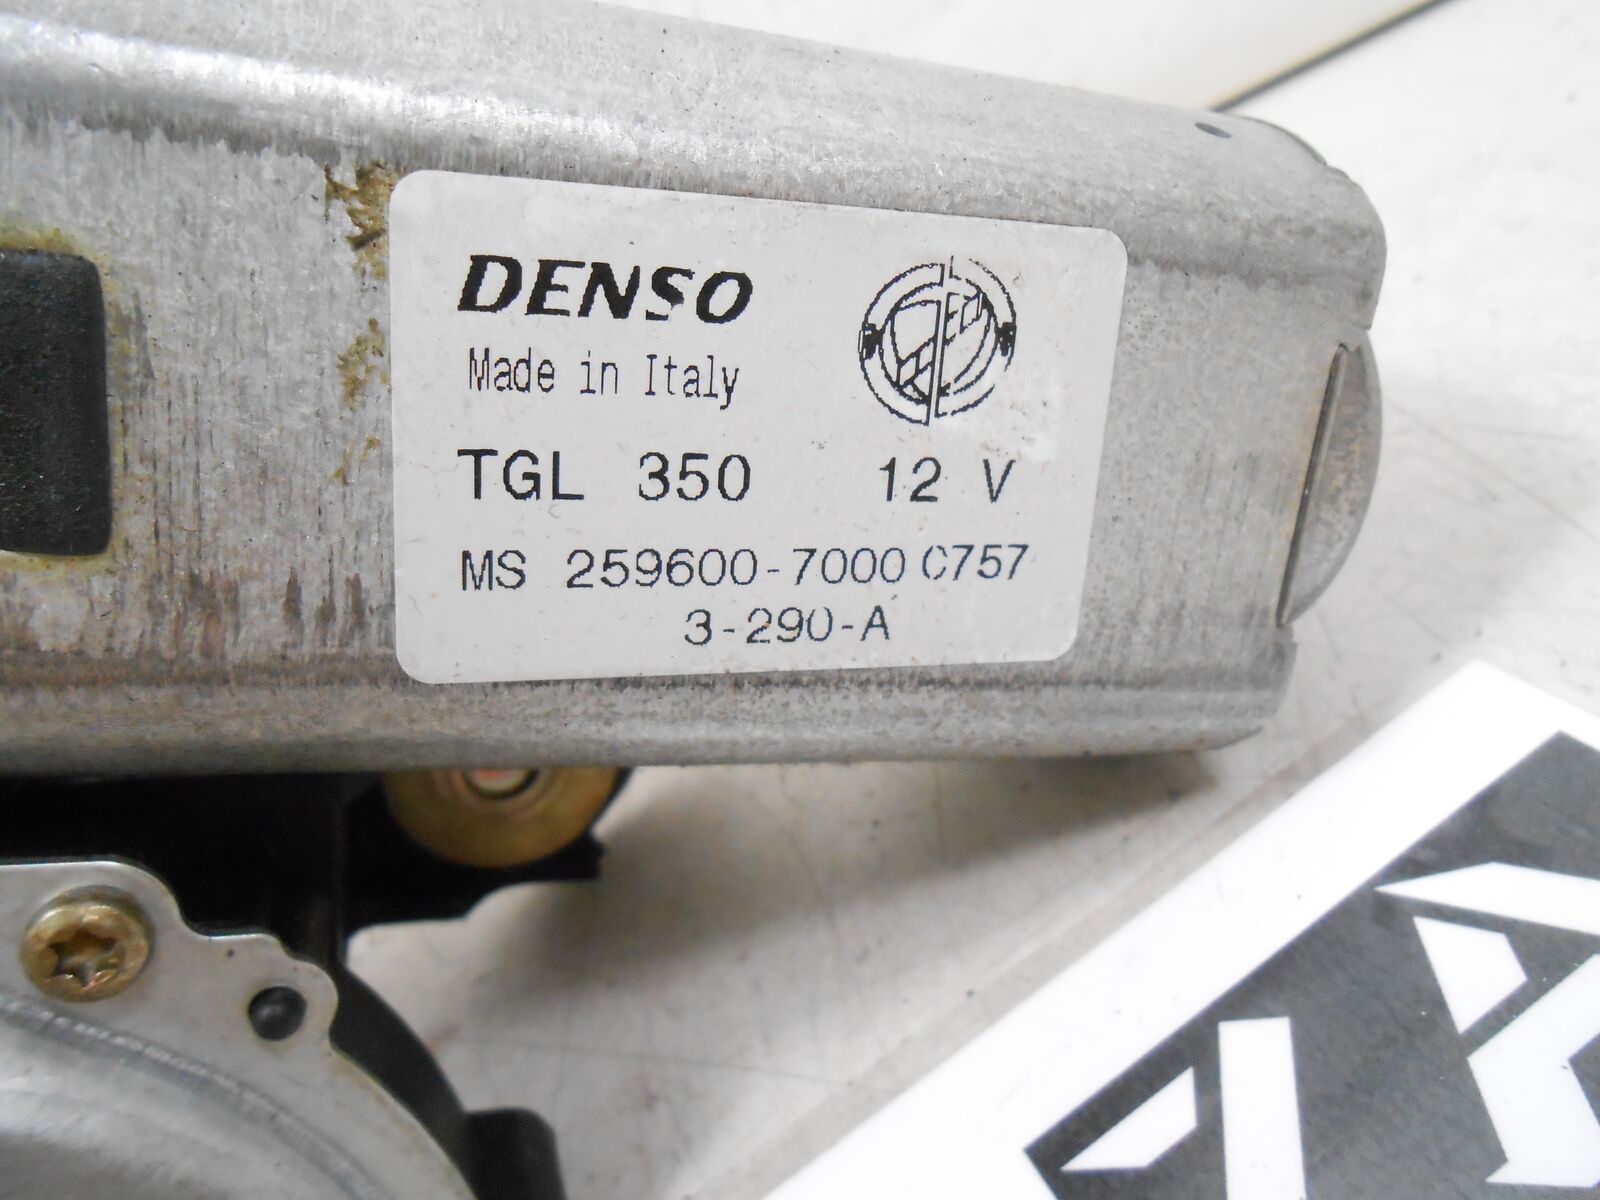 DENSO
Made in Italy
TGL 350 12 V
MS 259600-7000 C757
3-290-A